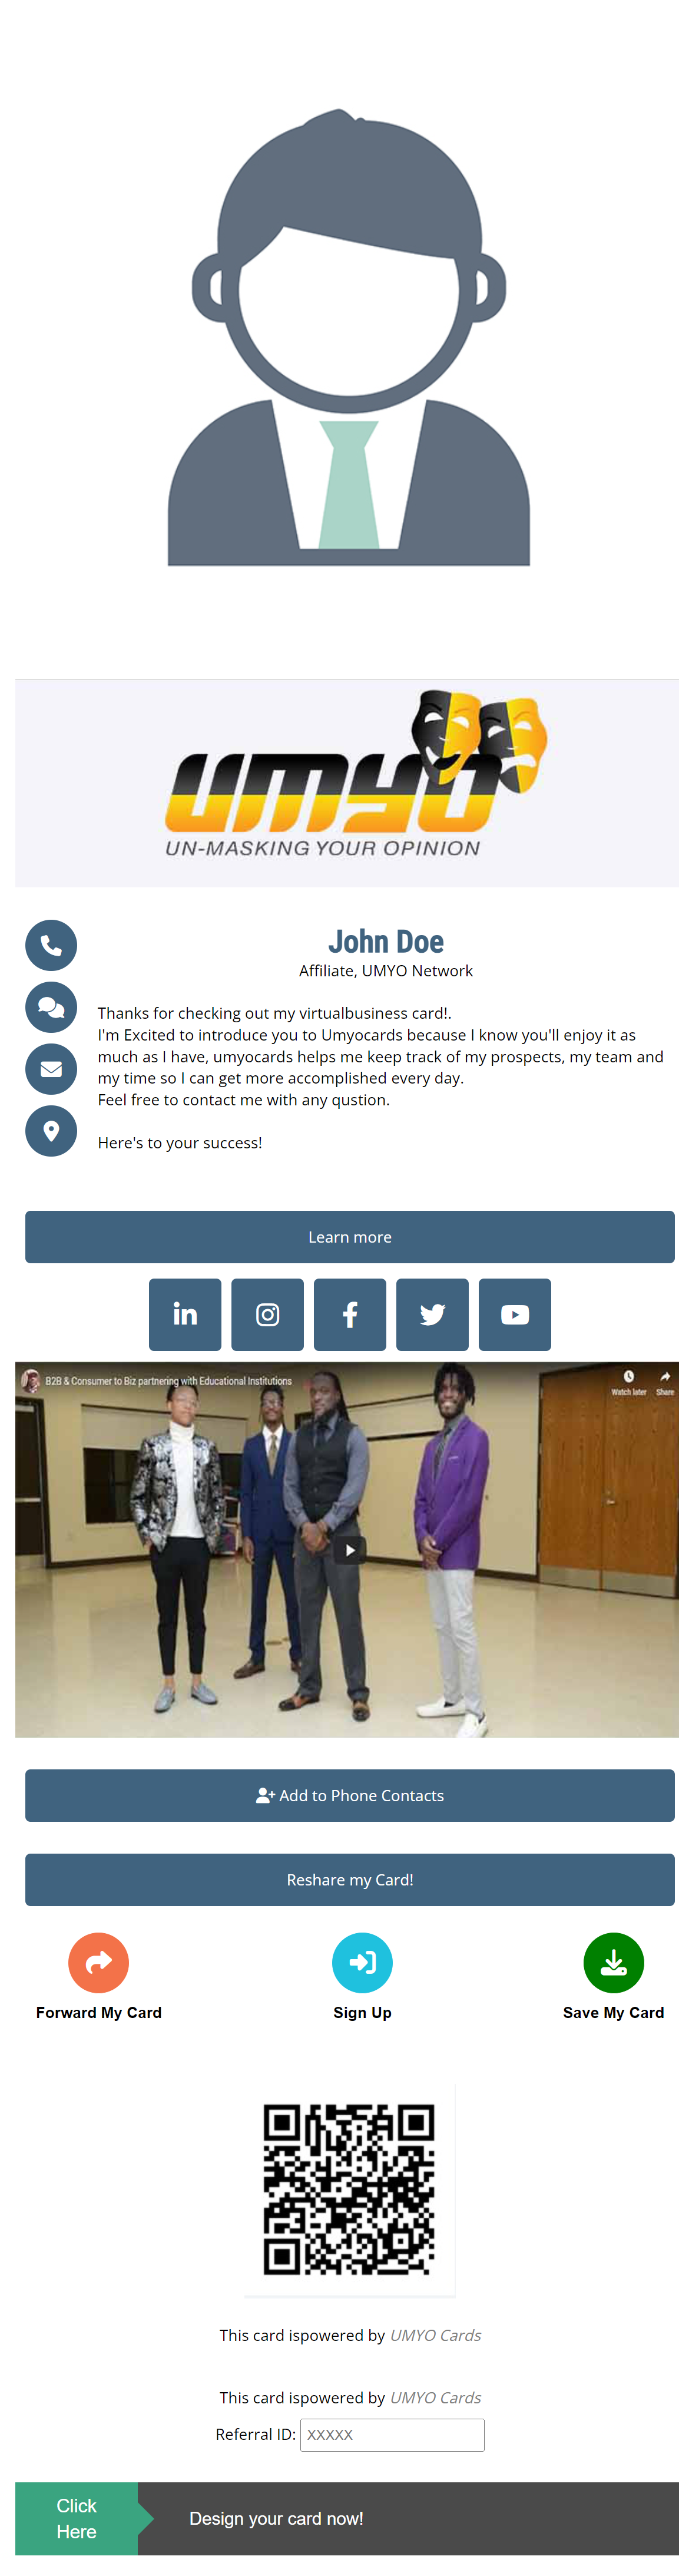 UMYO
UN-MASKING YOUR OPINION
John Doe
Affiliate, UMYO Network
Thanks for checking out my virtualbusiness card!.
I'm Excited to introduce you to Umyocards because I know you'll enjoy it as
much as I have, umyocards helps me keep track of my prospects, my team and
my time so I can get more accomplished every day.
Feel free to contact me with any qustion.
Here's to your success!
Learn more
B2B & Consumer to Biz partnering with Educational Institutions
Watch later Share
Add to Phone Contacts
Reshare my Card!
Forward My Card Sign Up Save My Card
This card ispowered by UMYO Cards
This card ispowered by UMYO Cards
Referral ID: XXXXX
Click
Here
Design your card now!